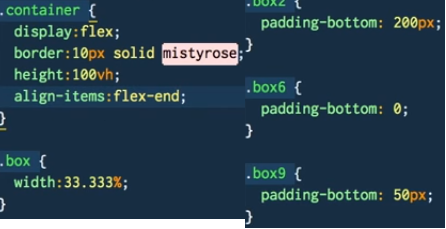 .container {
display:flex;
border:10px solid mistyrose;
height:100vh;
align-items:flex-end;
}
.box {
width:33.333%;
}
.box2 {
padding-bottom: 200px;
}
.box6 {
padding-bottom: 0;
}
.box9 {
padding-bottom: 50px;
}